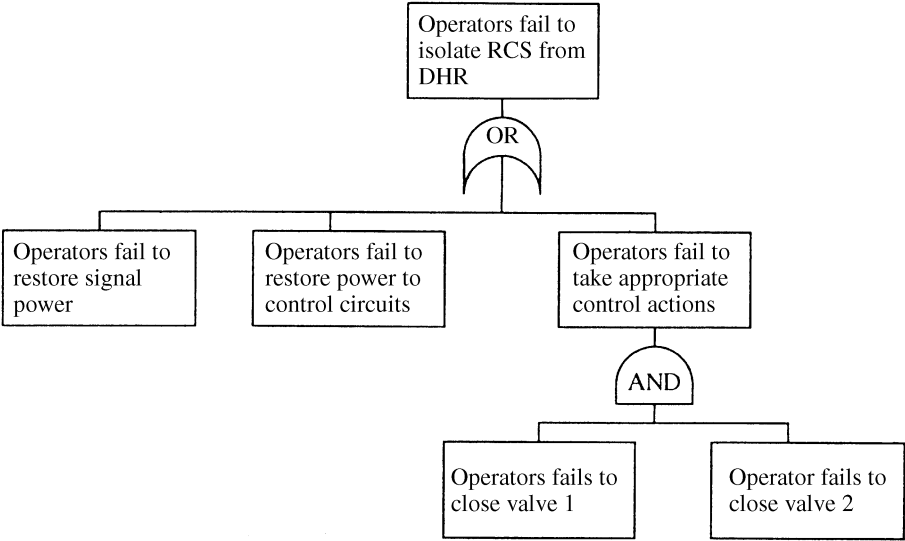 Operators fail to
isolate RCS from
DHR
OR
Operators fail to
restore signal
power
Operators fail to
restore power to
control circuits
Operators fail to
take appropriate
control actions
AND
Operators fails to
close valve 1
Operator fails to
close valve 2